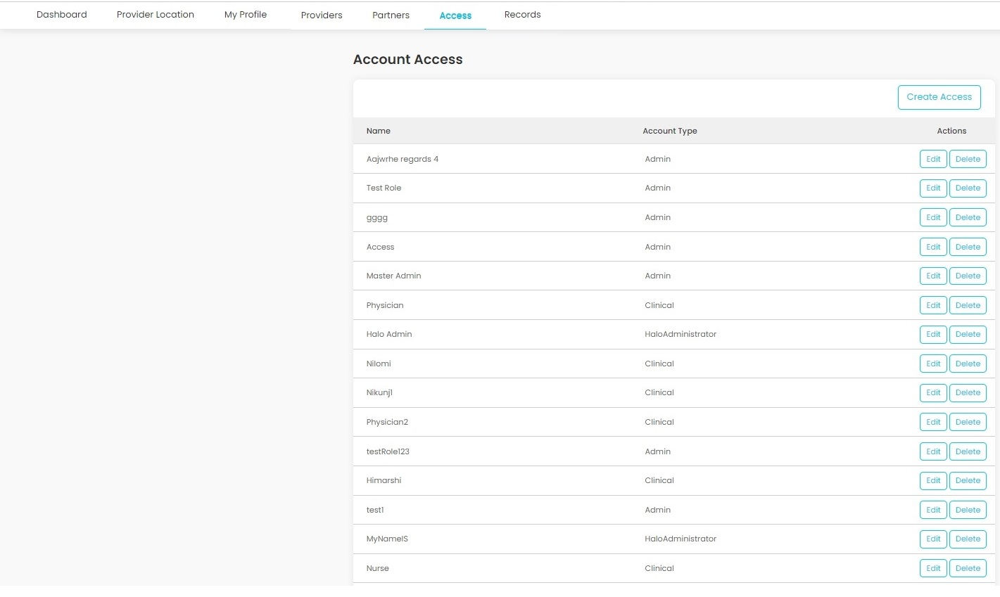 Dashboard Provider Location My Profile Providers Partners Access Records
Account Access
Create Access
Name Account Type Actions
Aajwrhe regards 4 Admin Edit Delete
Test Role Admin Edit Delete
gggg Admin Edit Delete
Access Admin Edit Delete
Master Admin Admin Edit Delete
Physician Clinical Edit Delete
Halo Admin HaloAdministrator Edit Delete
Nilomi Clinical Edit Delete
Nikunj1 Clinical Edit Delete
Physician2 Clinical Edit Delete
testRole123 Admin Edit Delete
Himarshi Clinical Edit Delete
test1 Admin Edit Delete
MyNameIS HaloAdministrator Edit Delete
Nurse Clinical Edit Delete